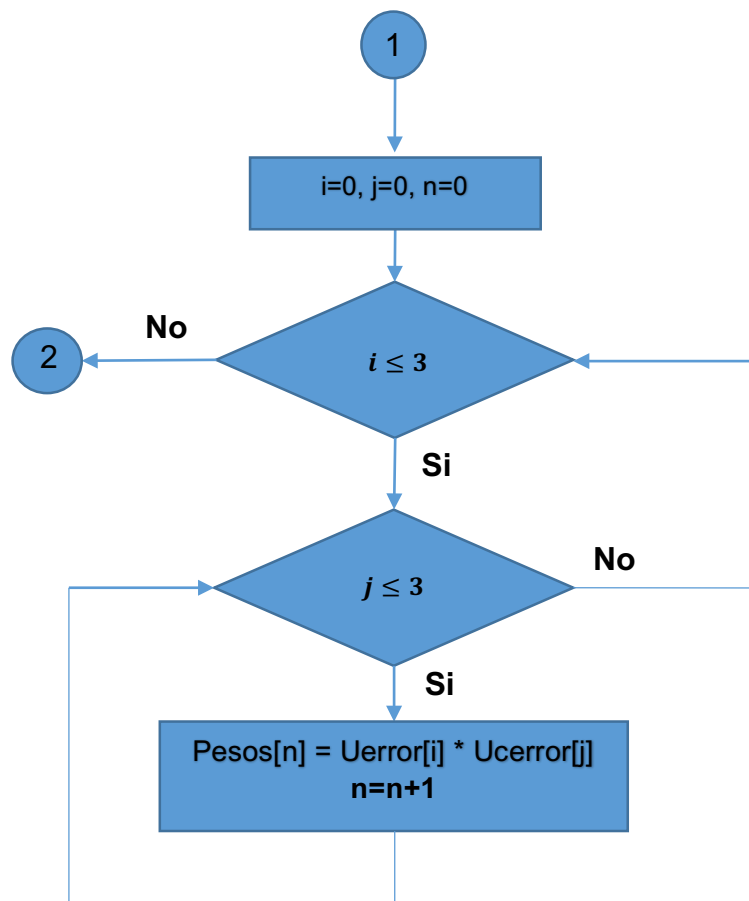 1
i=0, j=0, n=0
No
2
i ≤ 3
Si
j ≤ 3
No
Si
Pesos[n] = Uerror[i] * Ucerror[j]
n=n+1